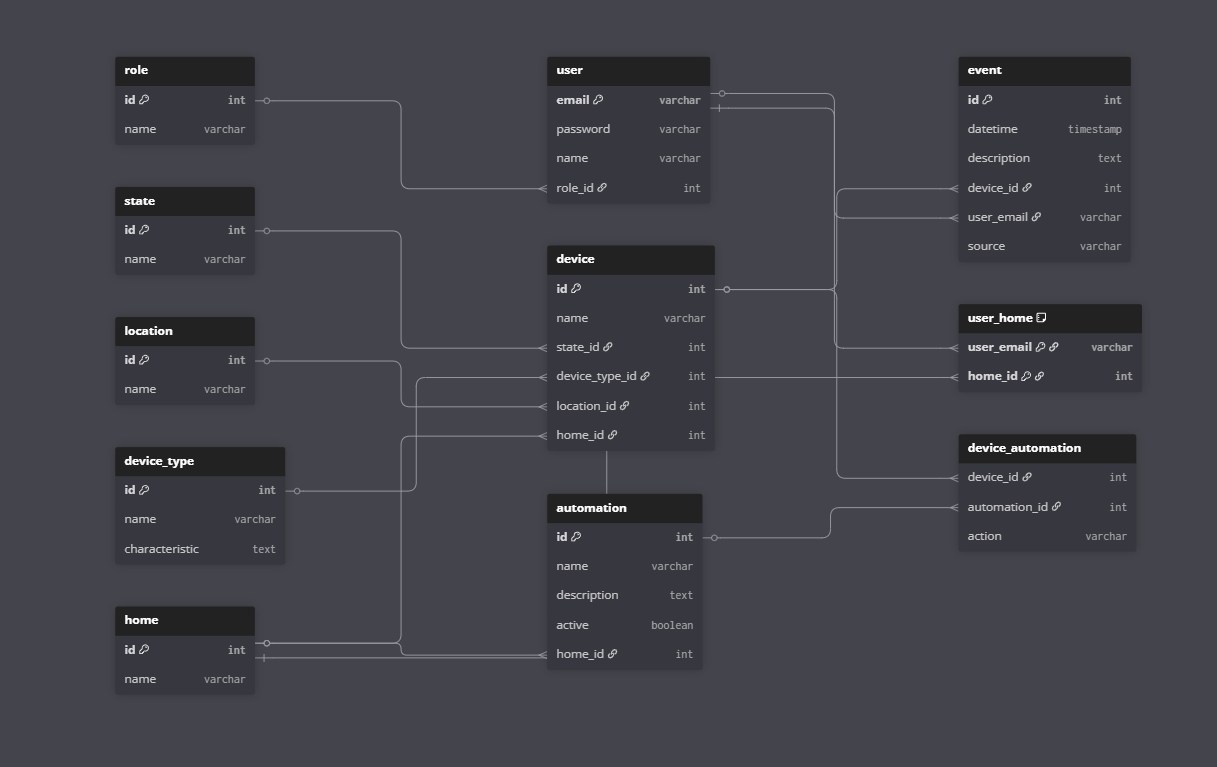 role
id int
name varchar
state
id int
name varchar
location
id int
name varchar
device_type
id int
name varchar
characteristic text
home
id int
name varchar
user
email varchar
password varchar
name varchar
role_id int
device
id int
name varchar
state_id int
device_type_id int
location_id int
home_id int
automation
id int
name varchar
description text
active boolean
home_id int
event
id int
datetime timestamp
description text
device_id int
user_email varchar
source varchar
user_home
user_email varchar
home_id int
device_automation
device_id int
automation_id int
action varchar